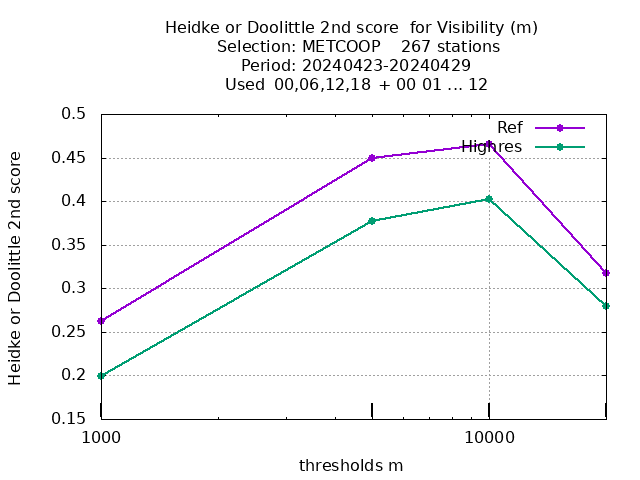 Heidke or Doolittle 2nd score for Visibility (m)
Selection: METCOOP 267 stations
Period: 20240423-20240429
Used 00,06,12,18 + 00 01 ... 12
Heidke or Doolittle 2nd score
0.5
0.45
0.4
0.35
0.3
0.25
0.2
0.15
Ref
Highres
1000
10000
thresholds m